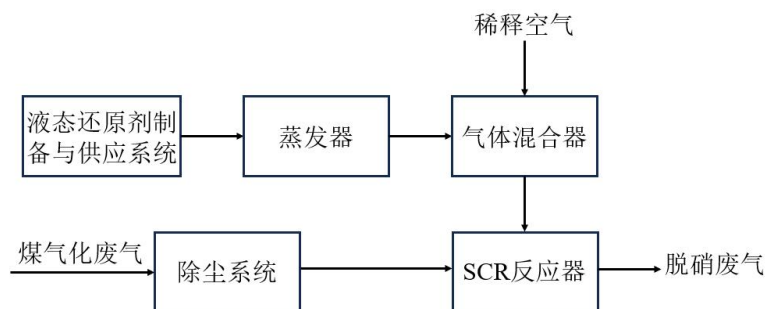 稀释空气
液态还原剂制
备与供应系统
蒸发器
气体混合器
煤气化废气
除尘系统
SCR反应器
脱硝废气